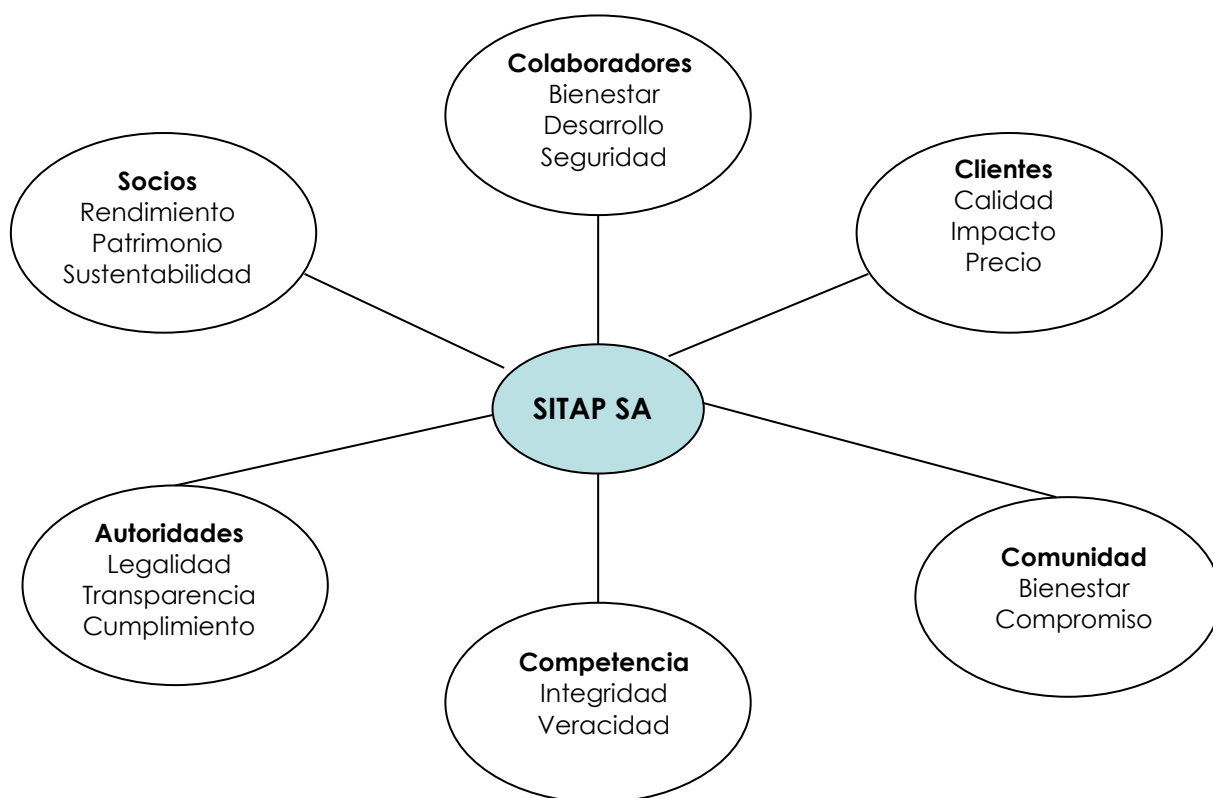 Colaboradores
Bienestar
Desarrollo
Seguridad
Socios
Rendimiento
Patrimonio
Sustentabilidad
Clientes
Calidad
Impacto
Precio
SITAP SA
Autoridades
Legalidad
Transparencia
Cumplimiento
Competencia
Integridad
Veracidad
Comunidad
Bienestar
Compromiso